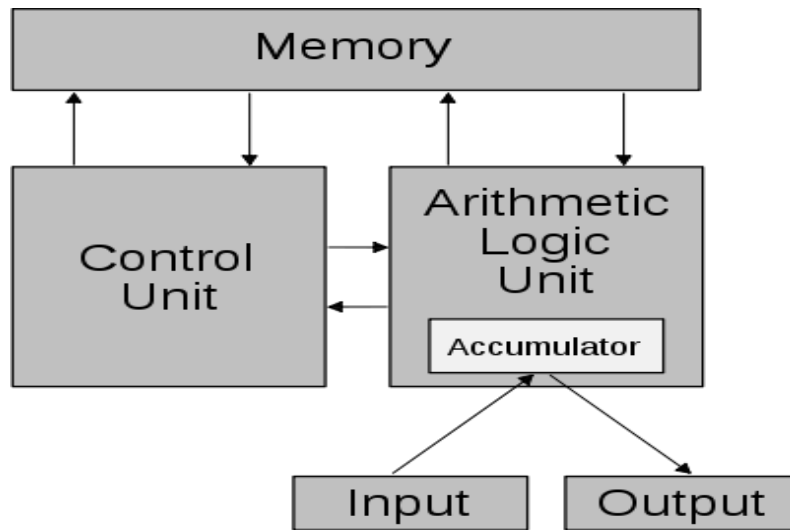 Memory
Control
Unit
Arithmetic
Logic
Unit
Accumulator
Input
Output